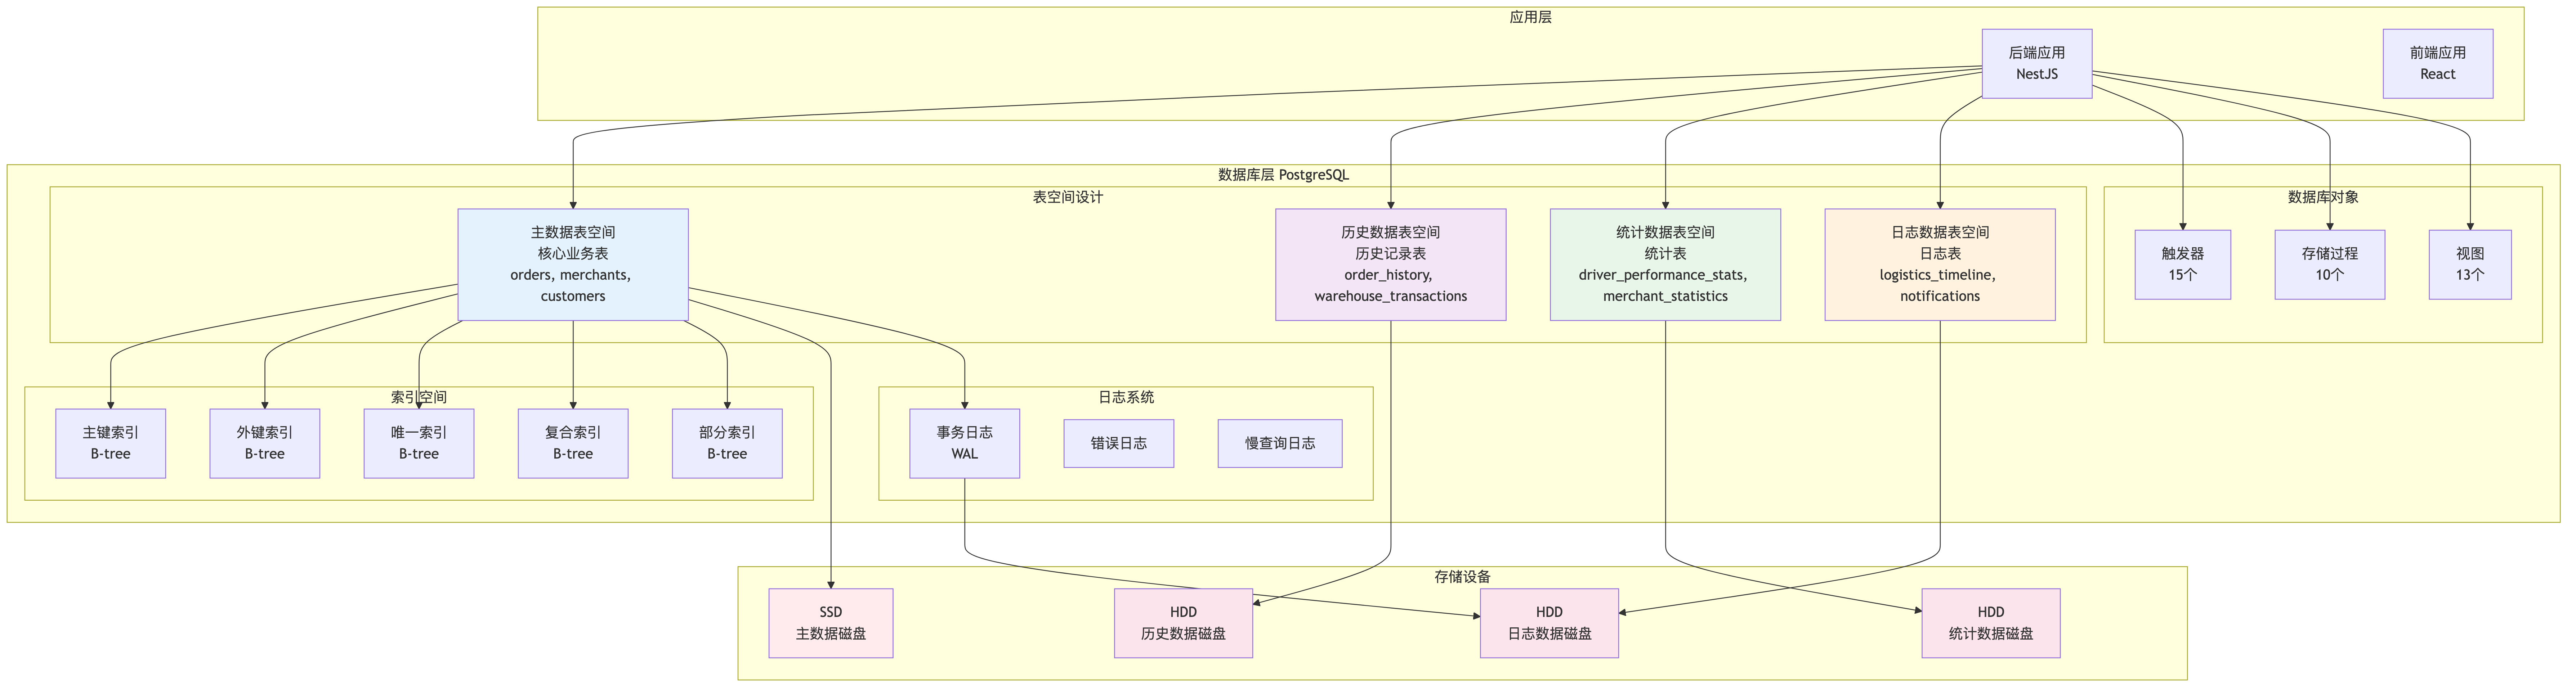 应用层
后端应用
NestJS
前端应用
React
数据库层 PostgreSQL
表空间设计
主数据表空间
核心业务表
orders, merchants,
customers
历史数据表空间
历史记录表
order_history,
warehouse_transactions
统计数据表空间
统计表
driver_performance_stats,
merchant_statistics
日志数据表空间
日志表
logistics_timeline,
notifications
数据库对象
触发器
15个
存储过程
10个
视图
13个
索引空间
主键索引
B-tree
外键索引
B-tree
唯一索引
B-tree
复合索引
B-tree
部分索引
B-tree
日志系统
事务日志
WAL
错误日志
慢查询日志
存储设备
SSD
主数据磁盘
HDD
历史数据磁盘
HDD
日志数据磁盘
HDD
统计数据磁盘